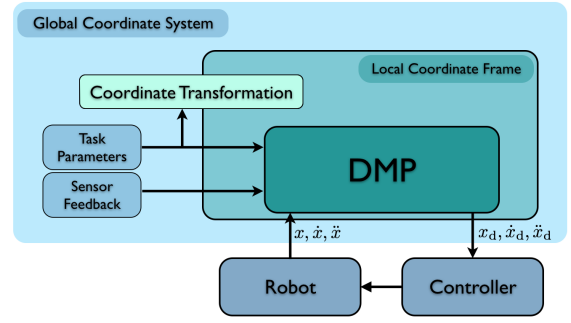 Global Coordinate System
Local Coordinate Frame
Coordinate Transformation
Task
Parameters
DMP
Sensor
Feedback
x, ẋ, ẍ
x_d, ẋ_d, ẍ_d
Robot
Controller